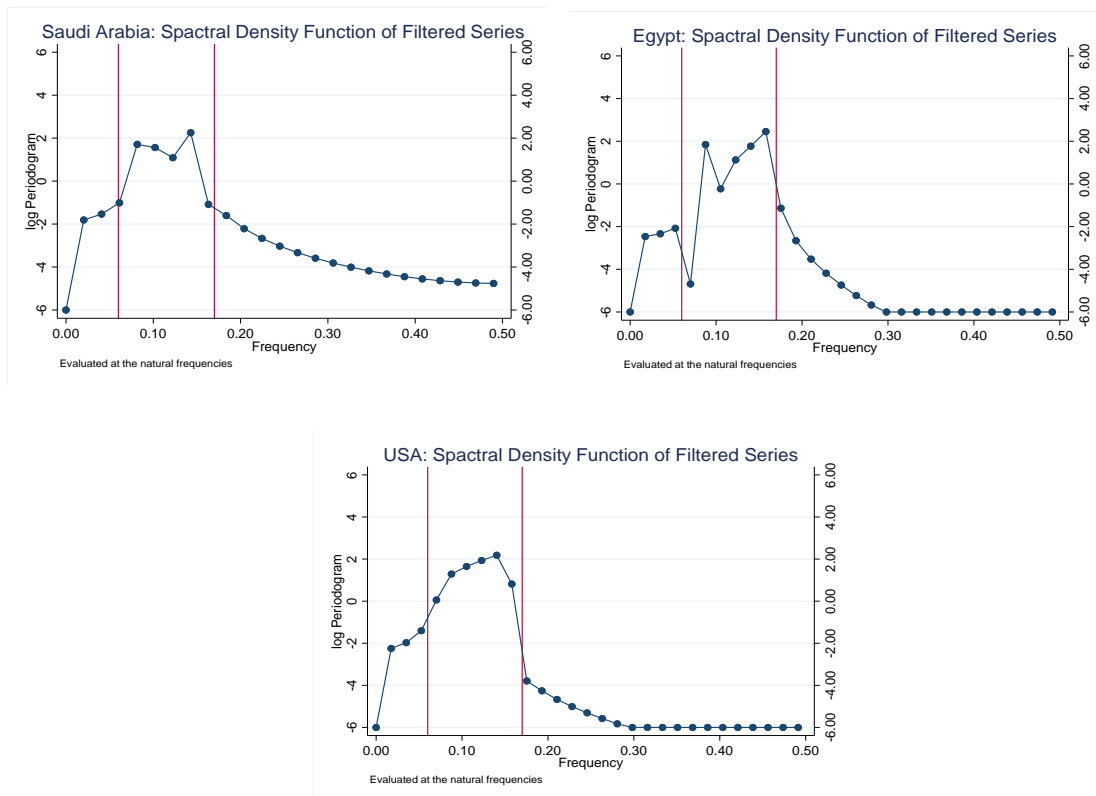 Saudi Arabia: Spactral Density Function of Filtered Series
6
4
2
0
-2
-4
-6
log Periodogram
6.00
4.00
2.00
0.00
-2.00
-4.00
-6.00
0.00 0.10 0.20 0.30 0.40 0.50
Frequency
Evaluated at the natural frequencies
Egypt: Spactral Density Function of Filtered Series
6
4
2
0
-2
-4
-6
log Periodogram
6.00
4.00
2.00
0.00
-2.00
-4.00
-6.00
0.00 0.10 0.20 0.30 0.40 0.50
Frequency
Evaluated at the natural frequencies
USA: Spactral Density Function of Filtered Series
6
4
2
0
-2
-4
-6
log Periodogram
6.00
4.00
2.00
0.00
-2.00
-4.00
-6.00
0.00 0.10 0.20 0.30 0.40 0.50
Frequency
Evaluated at the natural frequencies